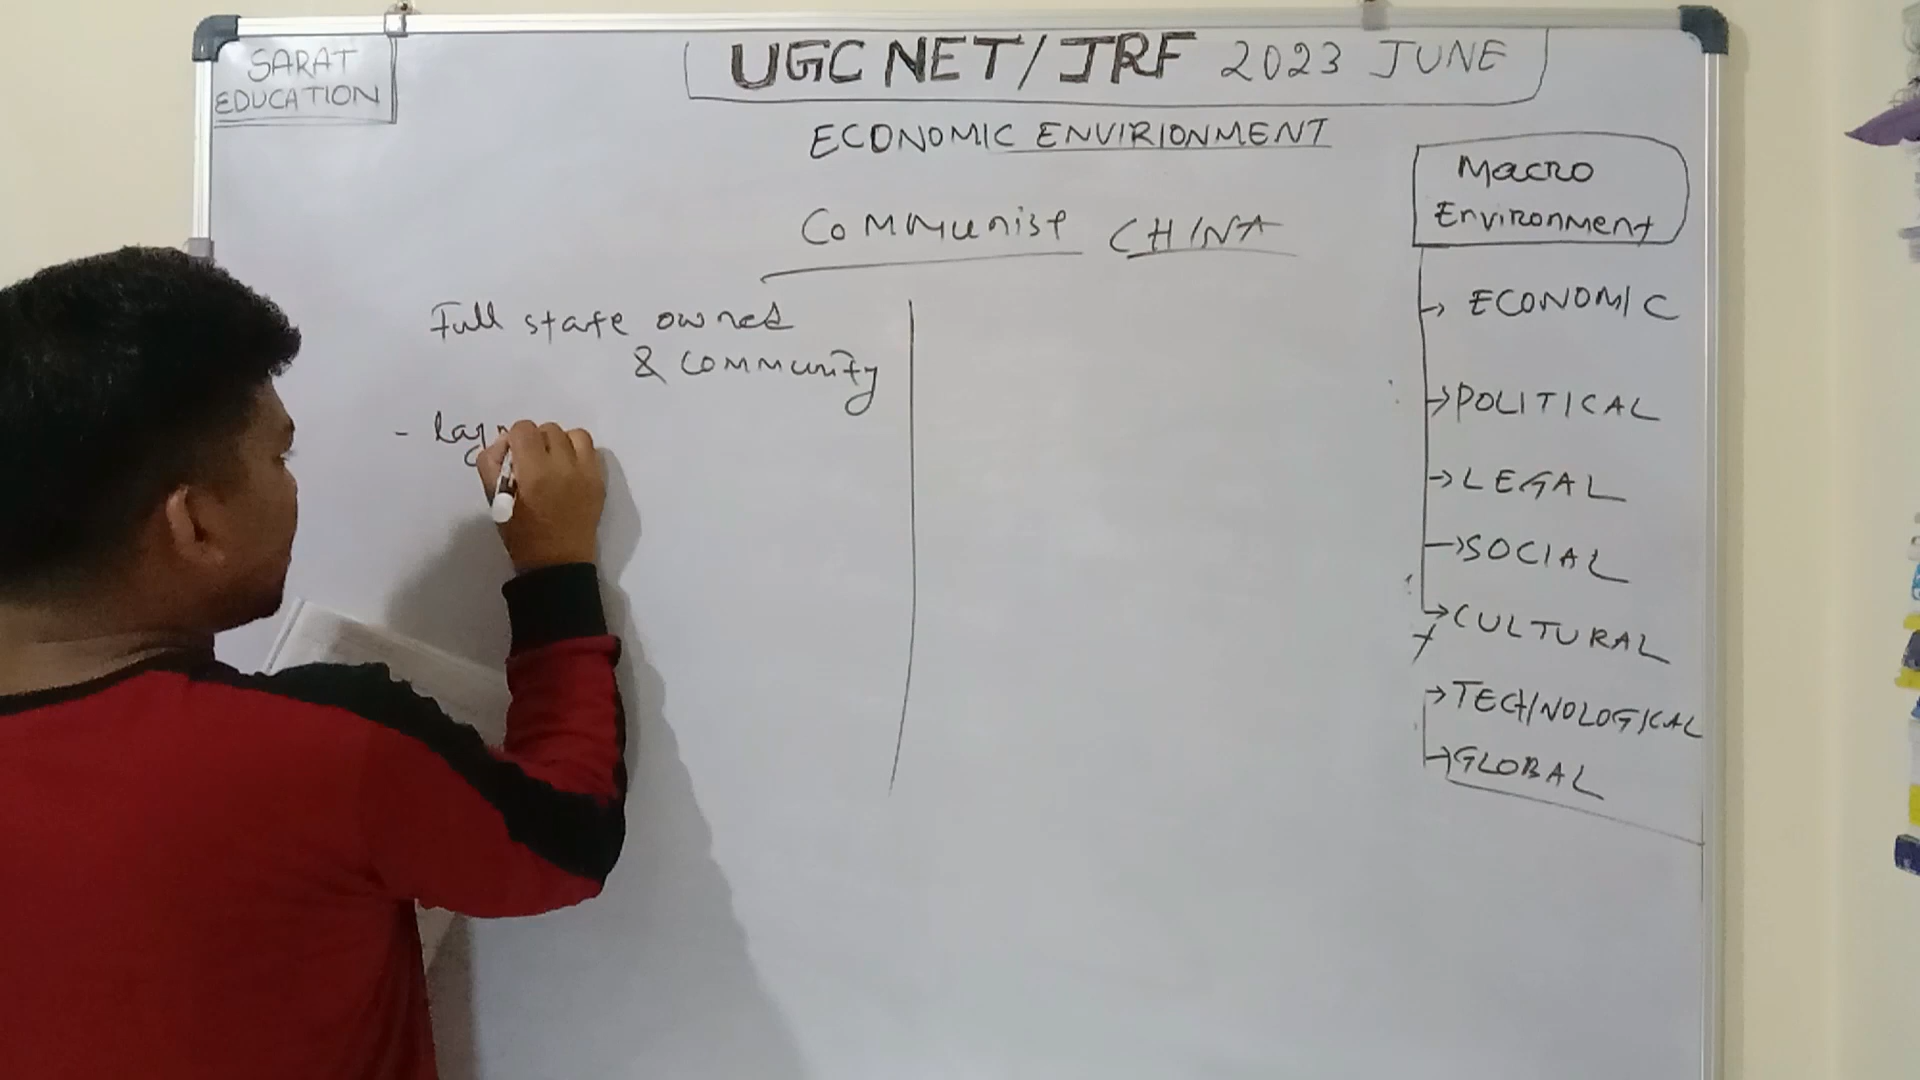 SARAT
EDUCATION
UGC NET/JRF 2023 JUNE
ECONOMIC ENVIRIONMENT
Communist CHINA
Full state owned
& community
-
Macro
Environment
→ ECONOMIC
→ POLITICAL
→ LEGAL
→ SOCIAL
→ CULTURAL
→ TECHNOLOGICAL
→ GLOBAL